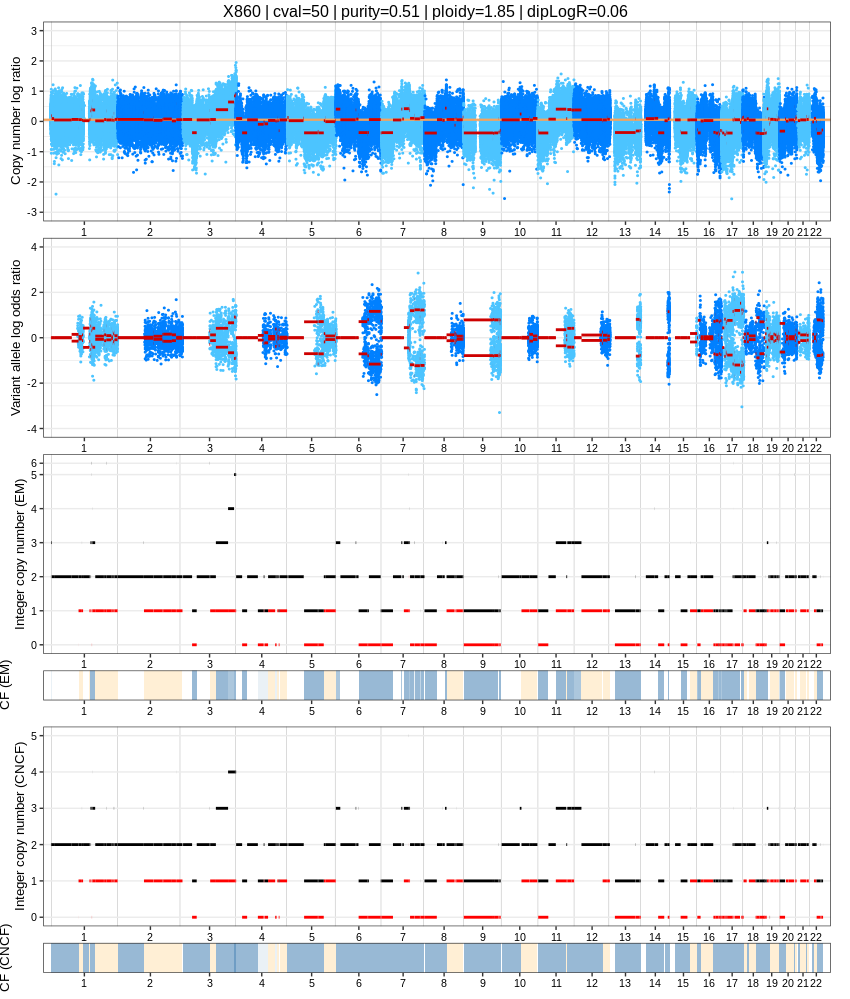 X860 | cval=50 | purity=0.51 | ploidy=1.85 | dipLogR=0.06
Copy number log ratio
3
2
1
0
-1
-2
-3
1 2 3 4 5 6 7 8 9 10 11 12 13 14 15 16 17 18 19 20 21 22
Variant allele log odds ratio
4
2
0
-2
-4
1 2 3 4 5 6 7 8 9 10 11 12 13 14 15 16 17 18 19 20 21 22
Integer copy number (EM)
6
5
4
3
2
1
0
1 2 3 4 5 6 7 8 9 10 11 12 13 14 15 16 17 18 19 20 21 22
CF (EM)
1 2 3 4 5 6 7 8 9 10 11 12 13 14 15 16 17 18 19 20 21 22
Integer copy number (CNCF)
5
4
3
2
1
0
1 2 3 4 5 6 7 8 9 10 11 12 13 14 15 16 17 18 19 20 21 22
CF (CNCF)
1 2 3 4 5 6 7 8 9 10 11 12 13 14 15 16 17 18 19 20 21 22